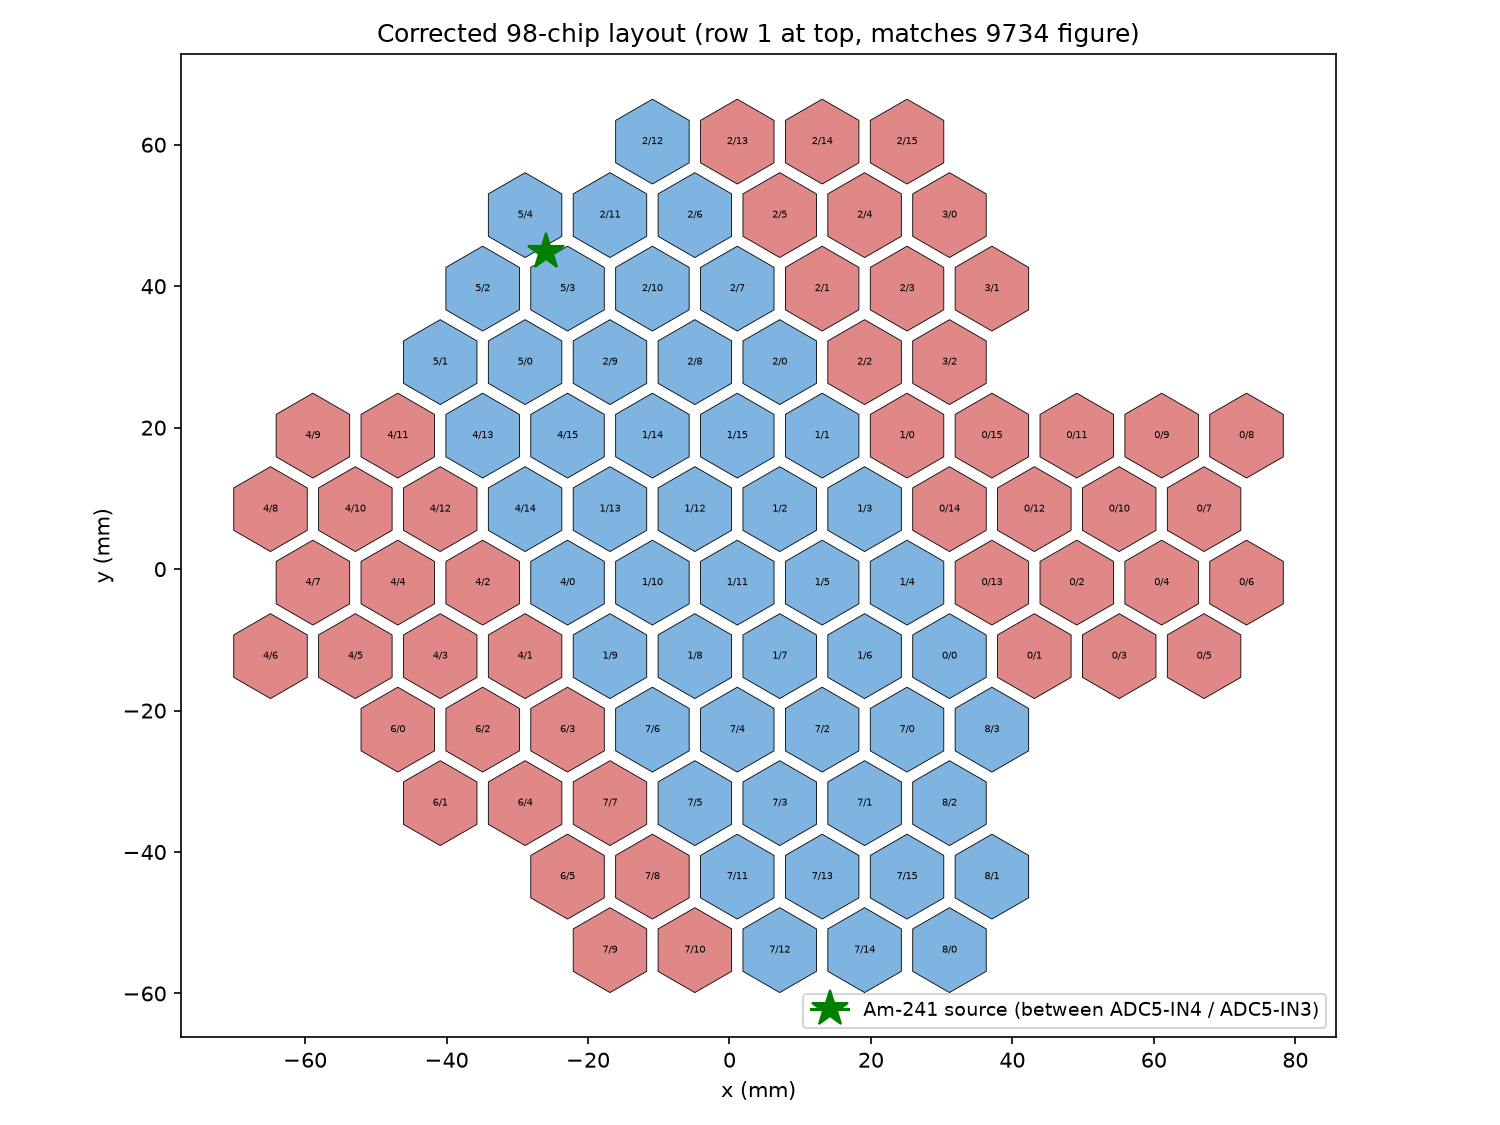 Corrected 98-chip layout (row 1 at top, matches 9734 figure)
60
40
20
0
−20
−40
−60
y (mm)
2/12 2/13 2/14 2/15
5/4 2/11 2/6 2/5 2/4 3/0
5/2 5/3 2/10 2/7 2/1 2/3 3/1
5/1 5/0 2/9 2/8 2/0 2/2 3/2
4/9 4/11 4/13 4/15 1/14 1/15 1/1 1/0 0/15 0/11 0/9 0/8
4/8 4/10 4/12 4/14 1/13 1/12 1/2 1/3 0/14 0/12 0/10 0/7
4/7 4/4 4/2 4/0 1/10 1/11 1/5 1/4 0/13 0/2 0/4 0/6
4/6 4/5 4/3 4/1 1/9 1/8 1/7 1/6 0/0 0/1 0/3 0/5
6/0 6/2 6/3 7/6 7/4 7/2 7/0 8/3
6/1 6/4 7/7 7/5 7/3 7/1 8/2
6/5 7/8 7/11 7/13 7/15 8/1
7/9 7/10 7/12 7/14 8/0
Am-241 source (between ADC5-IN4 / ADC5-IN3)
−60 −40 −20 0 20 40 60 80
x (mm)